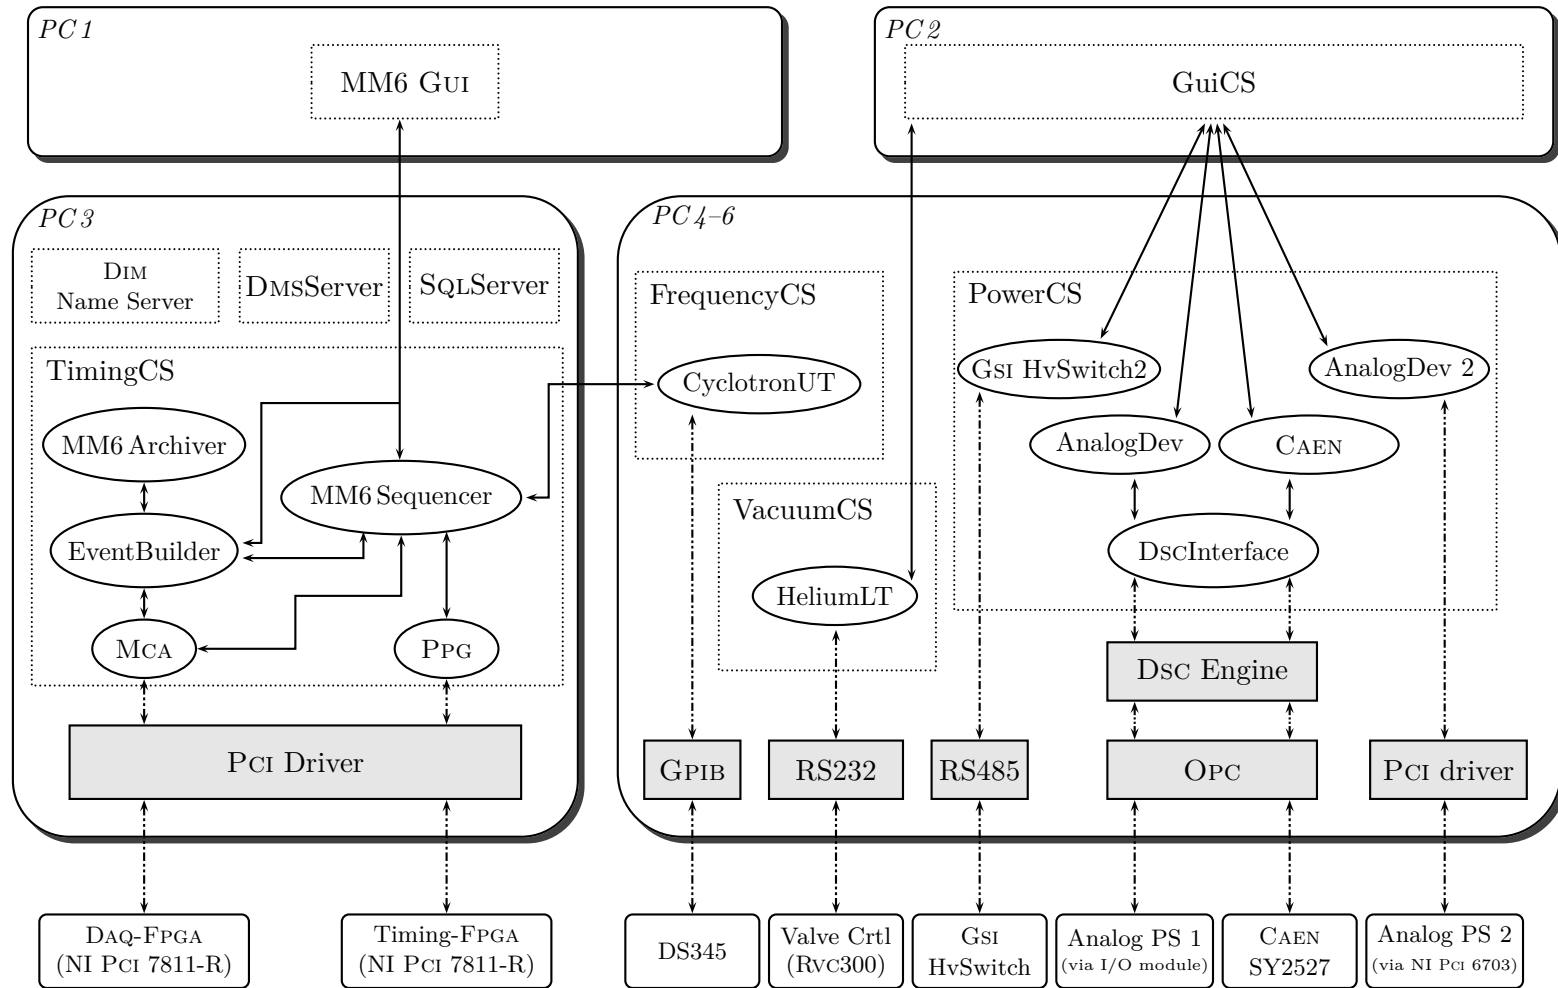 PC1
MM6 GUI
PC2
GuiCS
PC3
DIM
Name Server
DMSServer
SQLServer
TimingCS
MM6 Archiver
MM6 Sequencer
EventBuilder
MCA
PPG
PCI Driver
PC4–6
FrequencyCS
CyclotronUT
VacuumCS
HeliumLT
PowerCS
GSI HvSwitch2
AnalogDev 2
AnalogDev
CAEN
DSCInterface
DSC Engine
GPIB
RS232
RS485
OPC
PCI driver
DAQ-FPGA
(NI PCI 7811-R)
Timing-FPGA
(NI PCI 7811-R)
DS345
Valve Crtl
(RVC300)
GSI
HvSwitch
Analog PS 1
(via I/O module)
CAEN
SY2527
Analog PS 2
(via NI PCI 6703)